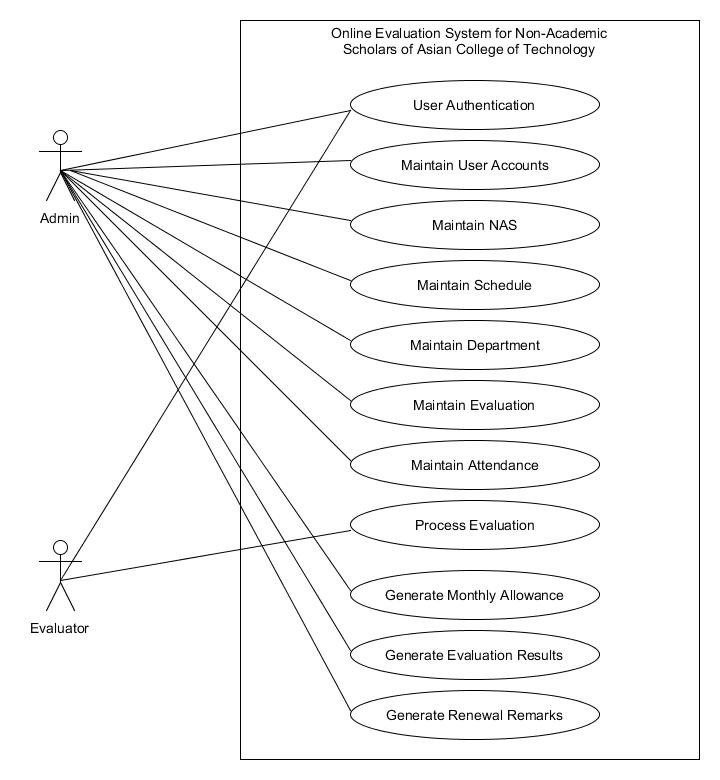 Online Evaluation System for Non-Academic
Scholars of Asian College of Technology
User Authentication
Maintain User Accounts
Admin
Maintain NAS
Maintain Schedule
Maintain Department
Maintain Evaluation
Maintain Attendance
Process Evaluation
Generate Monthly Allowance
Evaluator
Generate Evaluation Results
Generate Renewal Remarks